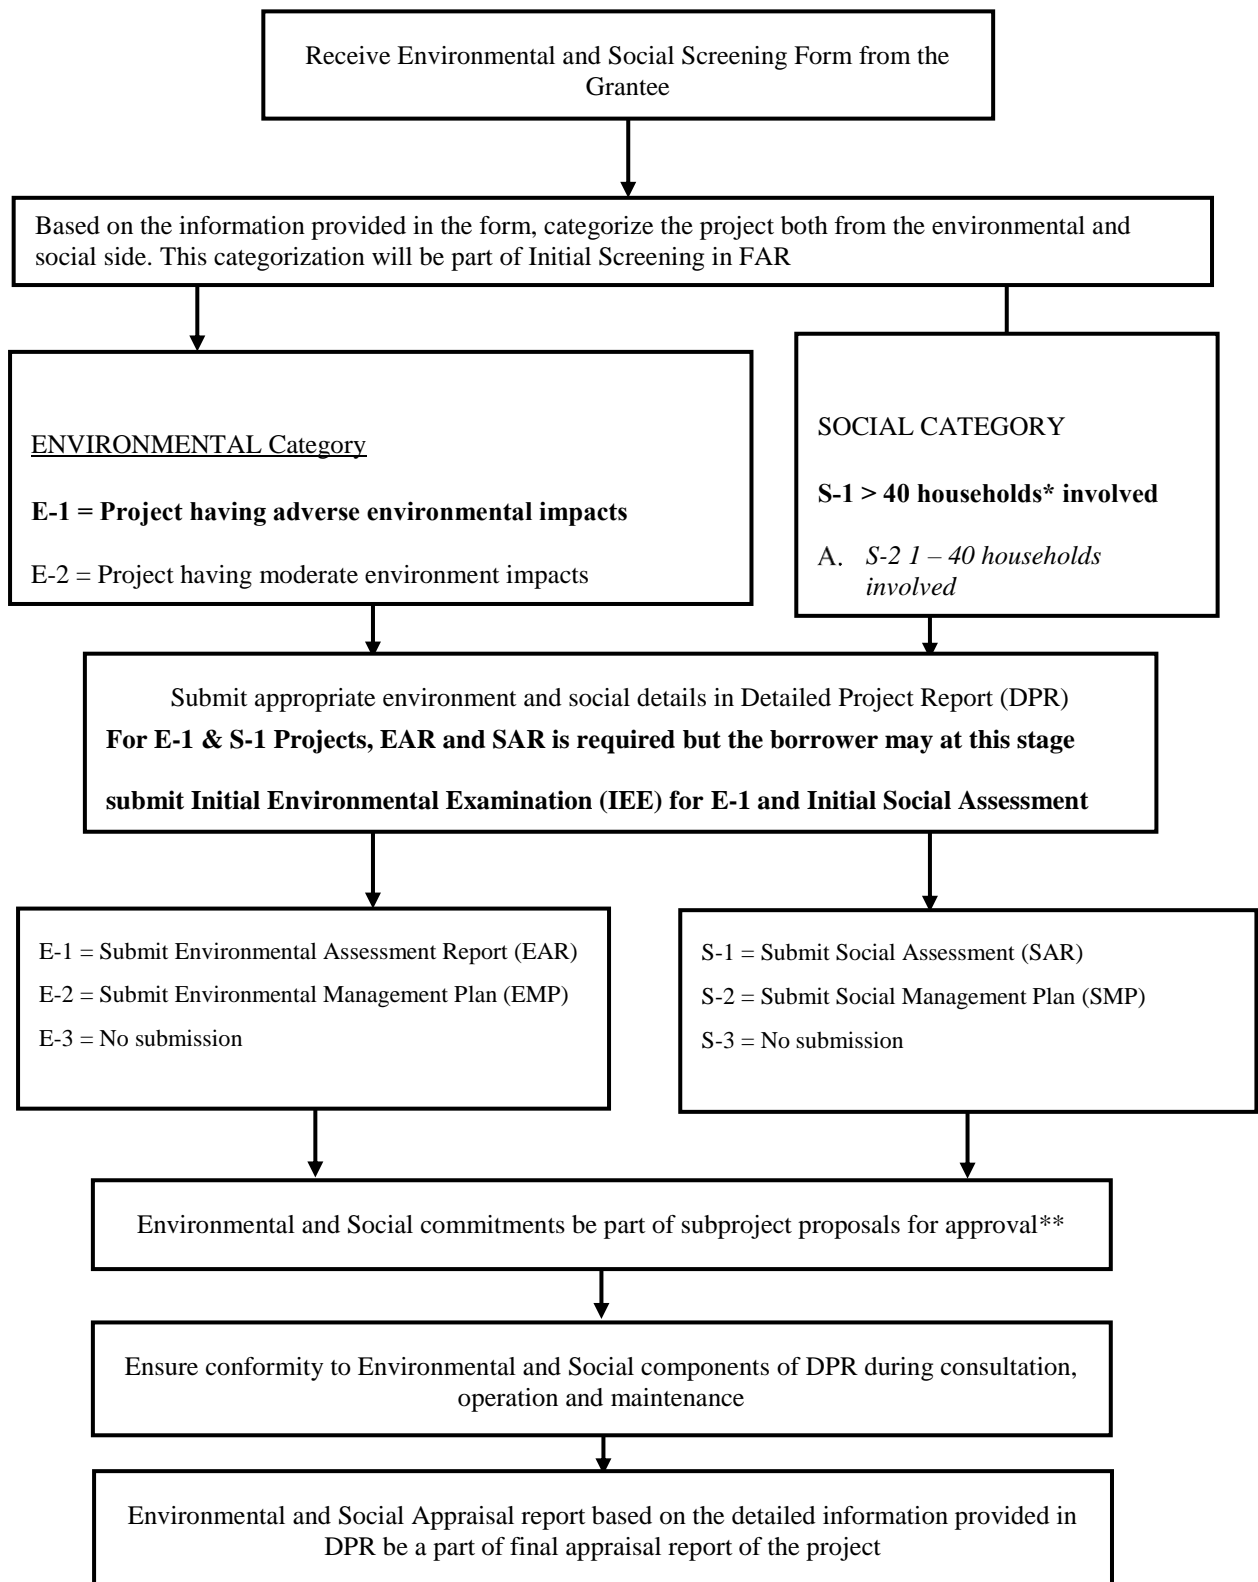 Receive Environmental and Social Screening Form from the
Grantee
Based on the information provided in the form, categorize the project both from the environmental and
social side. This categorization will be part of Initial Screening in FAR
ENVIRONMENTAL Category
E-1 = Project having adverse environmental impacts
E-2 = Project having moderate environment impacts
SOCIAL CATEGORY
S-1 > 40 households* involved
A. S-2 1 – 40 households
involved
Submit appropriate environment and social details in Detailed Project Report (DPR)
For E-1 & S-1 Projects, EAR and SAR is required but the borrower may at this stage
submit Initial Environmental Examination (IEE) for E-1 and Initial Social Assessment
E-1 = Submit Environmental Assessment Report (EAR)
E-2 = Submit Environmental Management Plan (EMP)
E-3 = No submission
S-1 = Submit Social Assessment (SAR)
S-2 = Submit Social Management Plan (SMP)
S-3 = No submission
Environmental and Social commitments be part of subproject proposals for approval**
Ensure conformity to Environmental and Social components of DPR during consultation,
operation and maintenance
Environmental and Social Appraisal report based on the detailed information provided in
DPR be a part of final appraisal report of the project